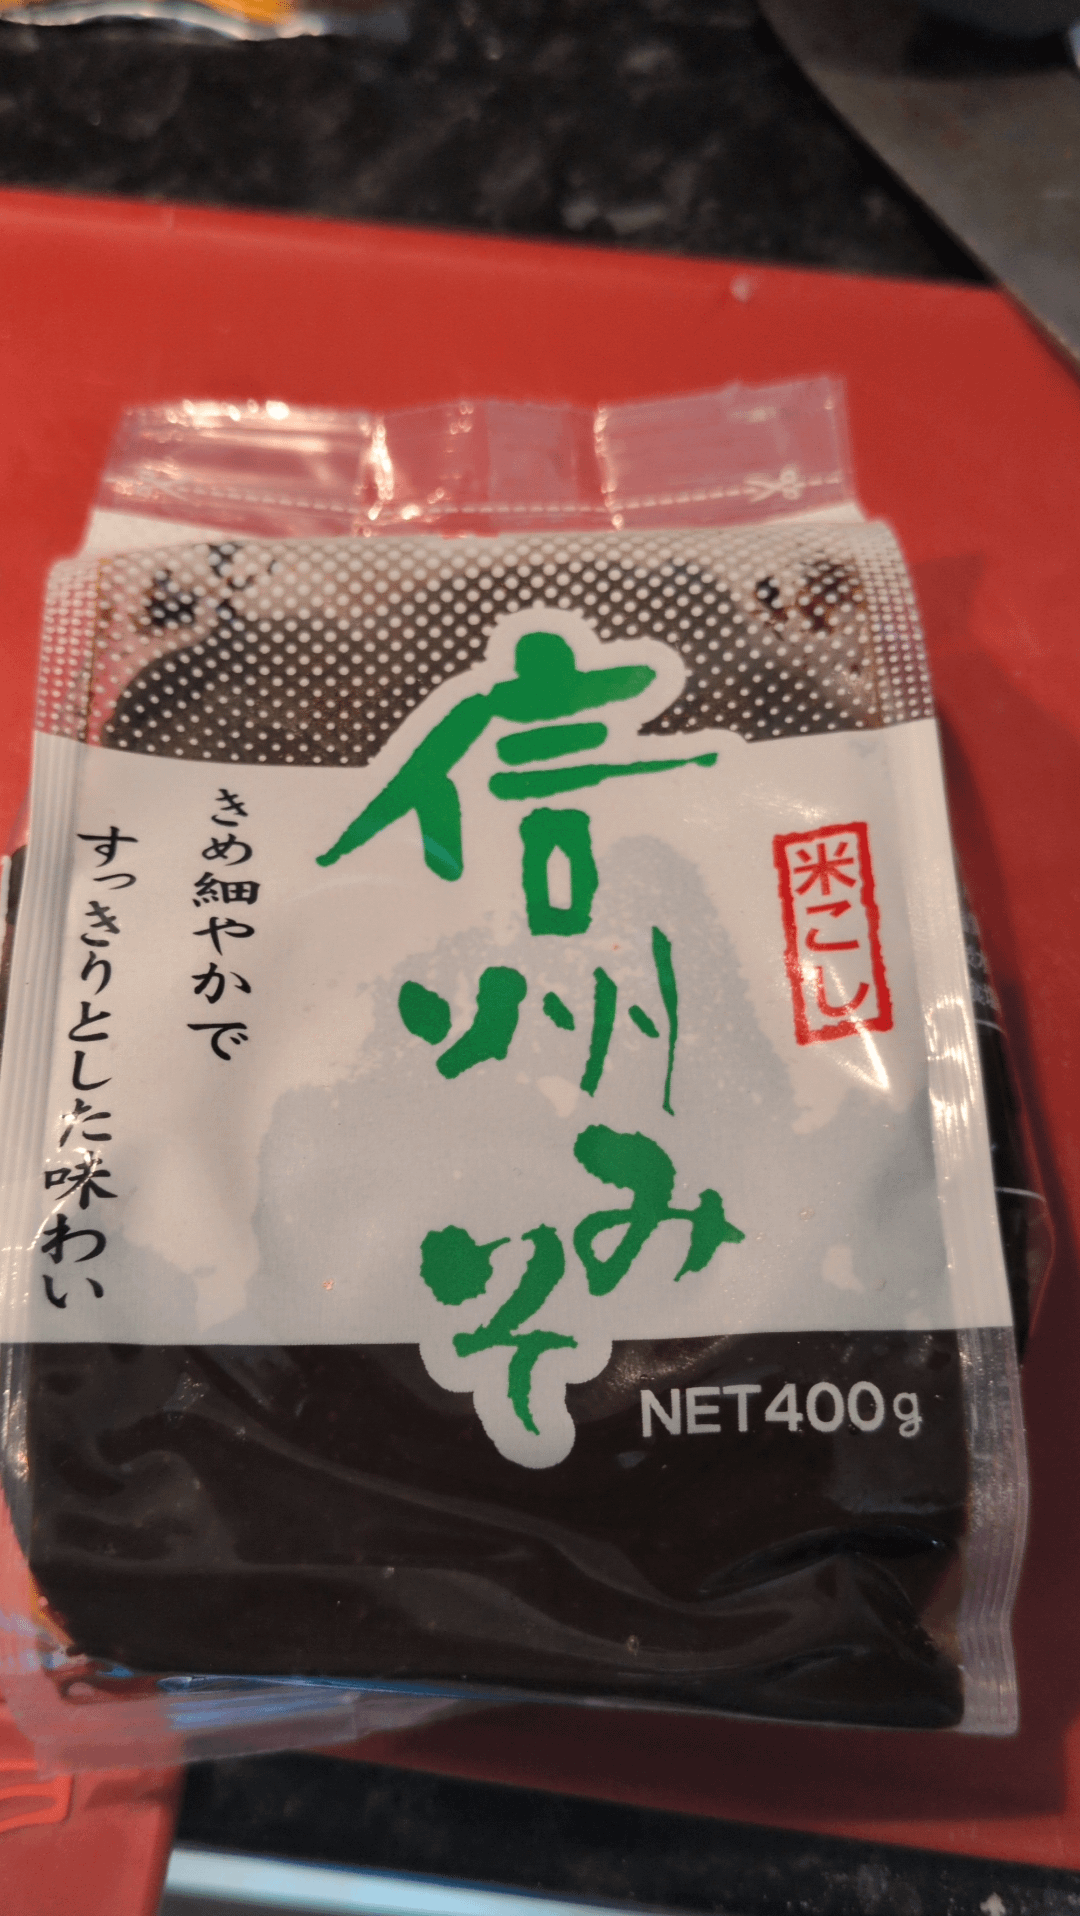 信州みそ
米こし
きめ細やかで
すっきりとした味わい
NET400g